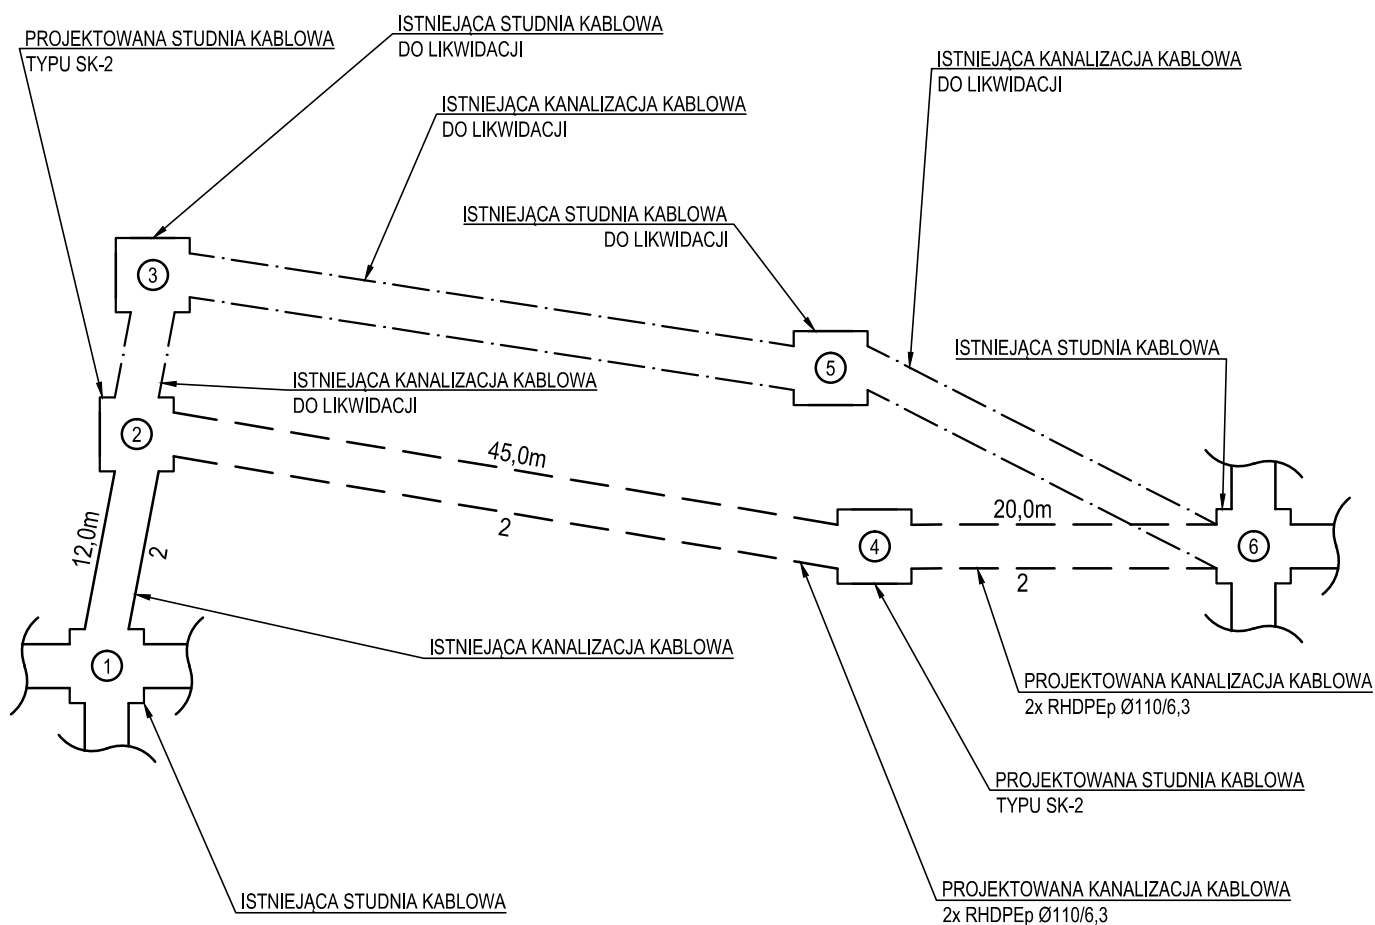 ISTNIEJĄCA STUDNIA KABLOWA
DO LIKWIDACJI
PROJEKTOWANA STUDNIA KABLOWA
TYPU SK-2
ISTNIEJĄCA KANALIZACJA KABLOWA
DO LIKWIDACJI
ISTNIEJĄCA KANALIZACJA KABLOWA
DO LIKWIDACJI
ISTNIEJĄCA STUDNIA KABLOWA
DO LIKWIDACJI
3
ISTNIEJĄCA STUDNIA KABLOWA
5
ISTNIEJĄCA KANALIZACJA KABLOWA
DO LIKWIDACJI
2
45,0m
2
20,0m
12,0m
2
4
6
2
ISTNIEJĄCA KANALIZACJA KABLOWA
1
PROJEKTOWANA KANALIZACJA KABLOWA
2x RHDPEp Ø110/6,3
PROJEKTOWANA STUDNIA KABLOWA
TYPU SK-2
ISTNIEJĄCA STUDNIA KABLOWA
PROJEKTOWANA KANALIZACJA KABLOWA
2x RHDPEp Ø110/6,3